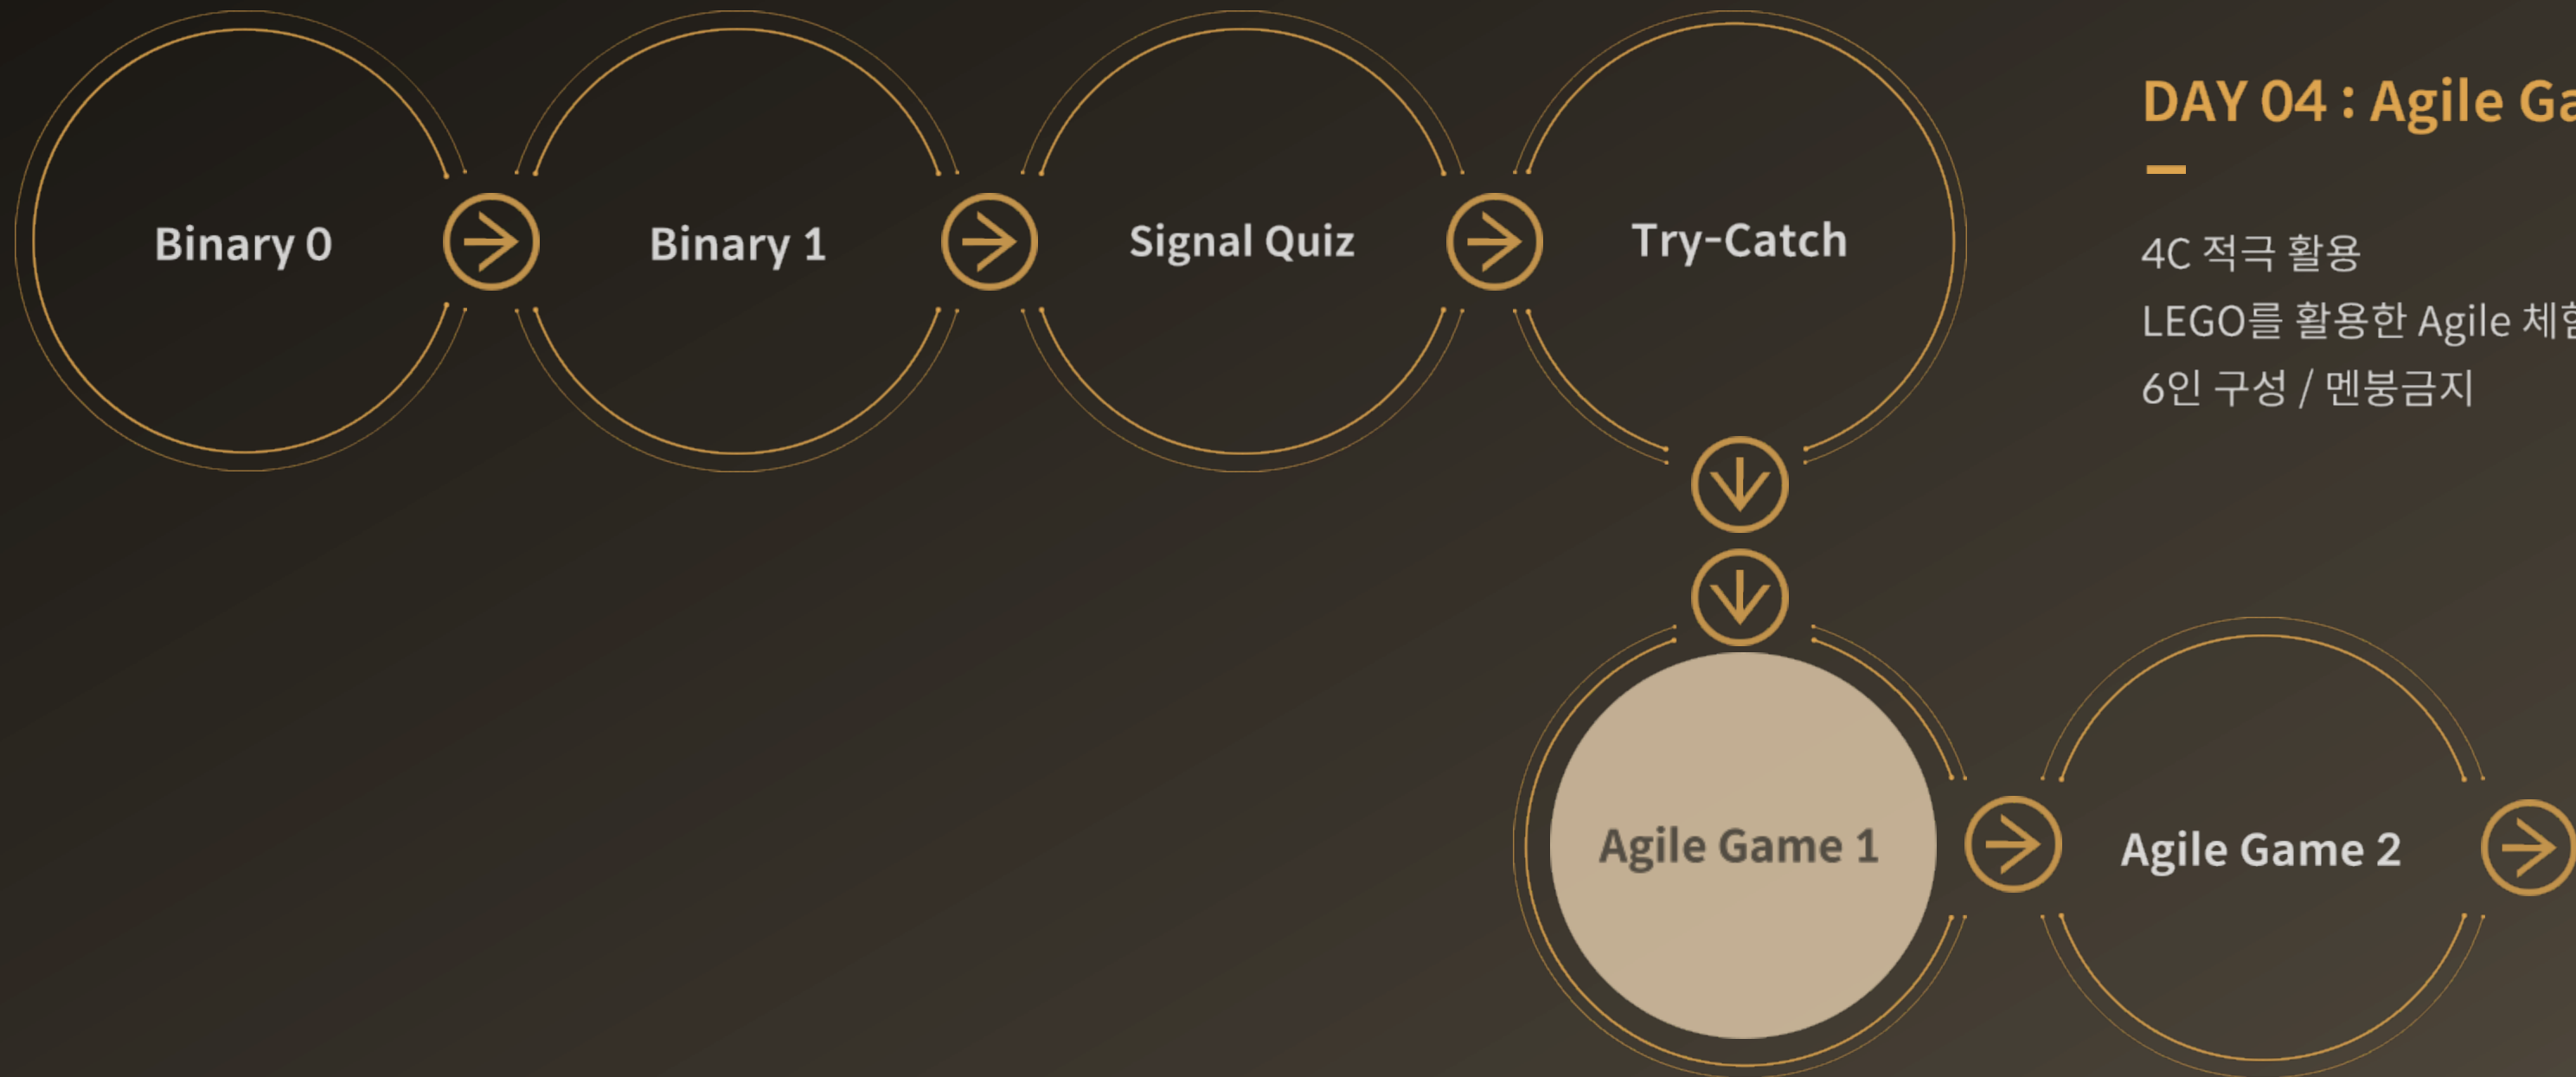 Binary 0
Binary 1
Signal Quiz
Try-Catch
DAY 04 : Agile
4C 적극 활용
LEGO를 활용한 Agile
6인 구성 / 멘붕금지
Agile Game 1
Agile Game 2